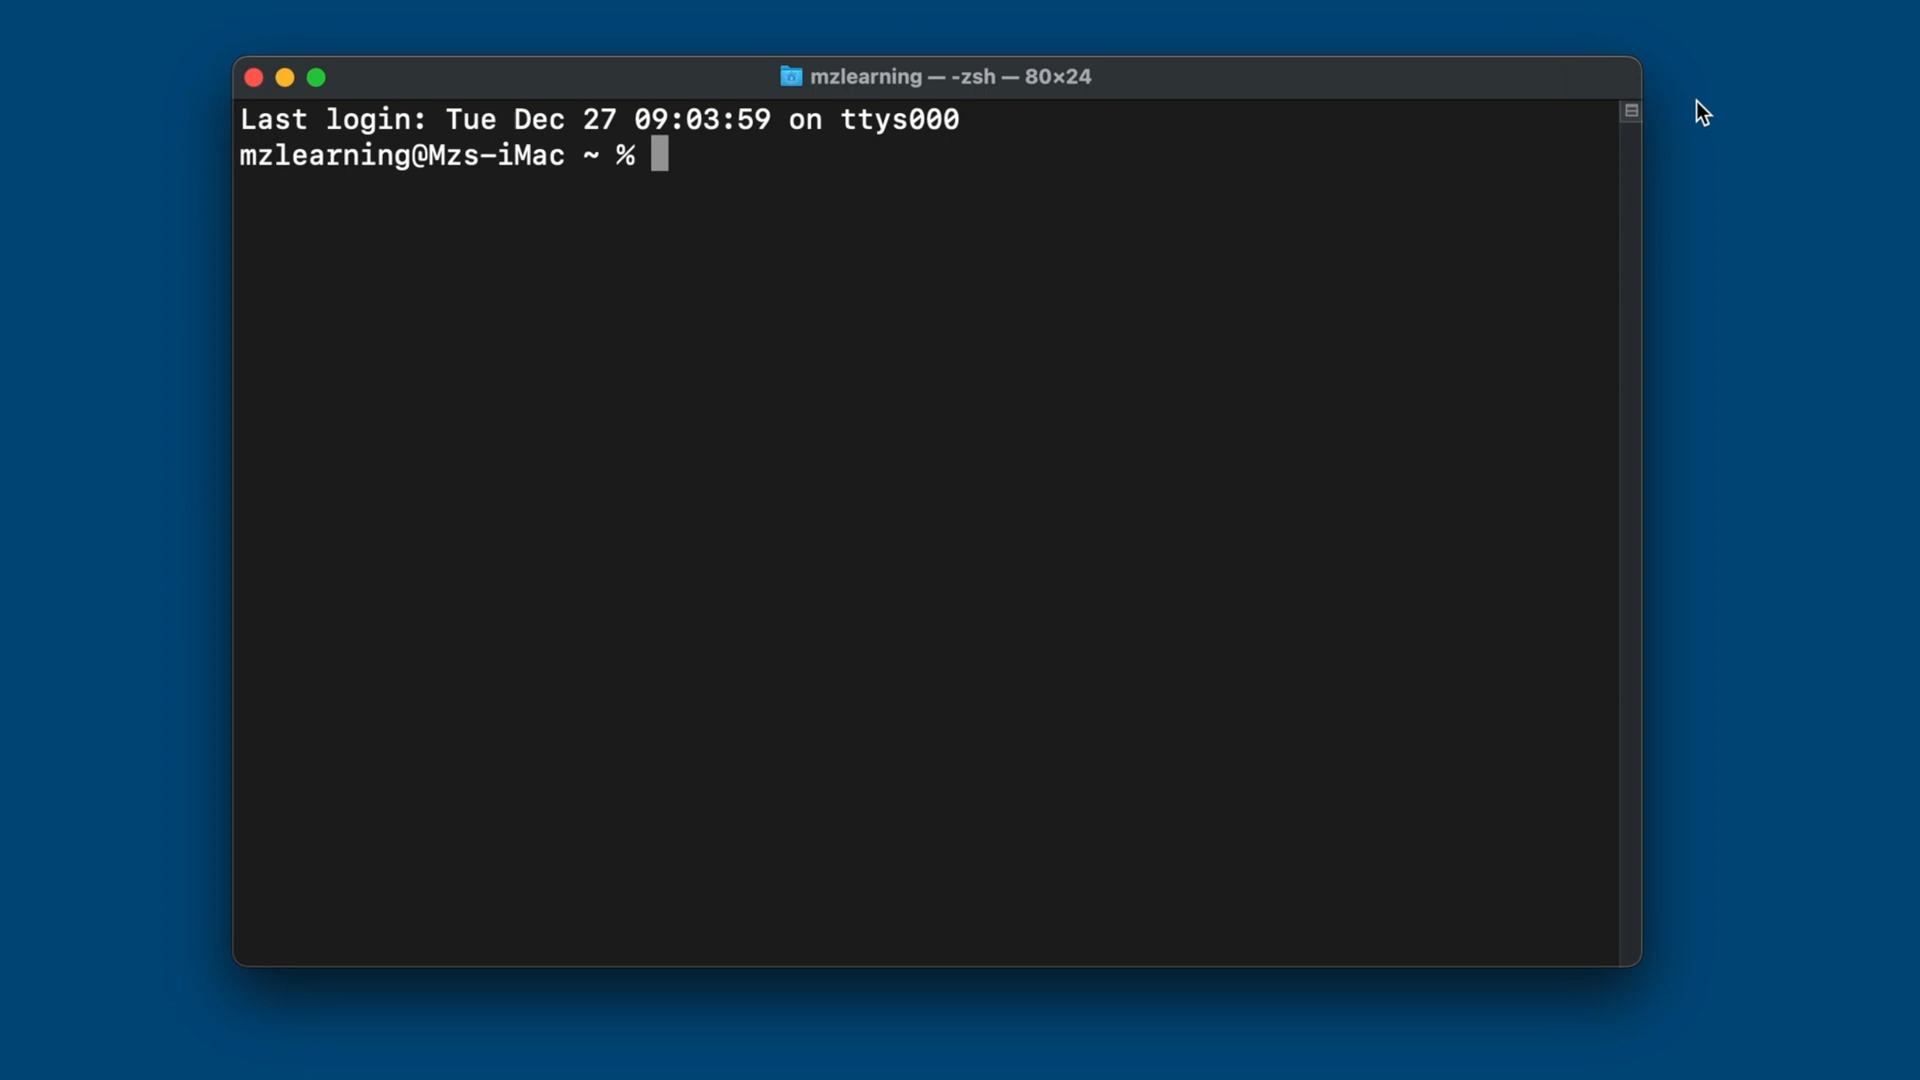 mzlearning — -zsh — 80×24
Last login: Tue Dec 27 09:03:59 on ttys000
mzlearning@Mzs-iMac ~ %